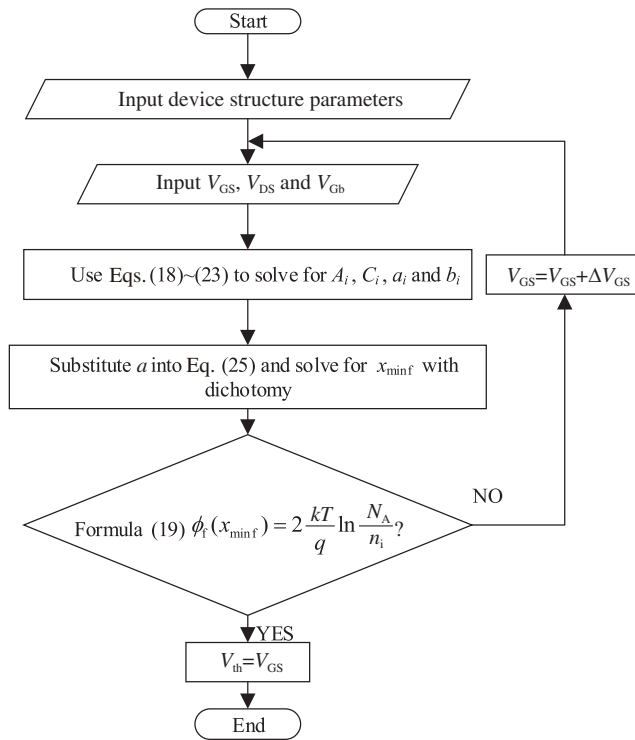 Start
Input device structure parameters
Input V_GS, V_DS and V_Gb
Use Eqs. (18)~(23) to solve for A_i, C_i, a_i and b_i
V_GS=V_GS+ΔV_GS
Substitute a into Eq. (25) and solve for x_min f with
dichotomy
NO
Formula (19) ϕ_f(x_min f) = 2 kT/q ln N_A/n_i ?
YES
V_th=V_GS
End